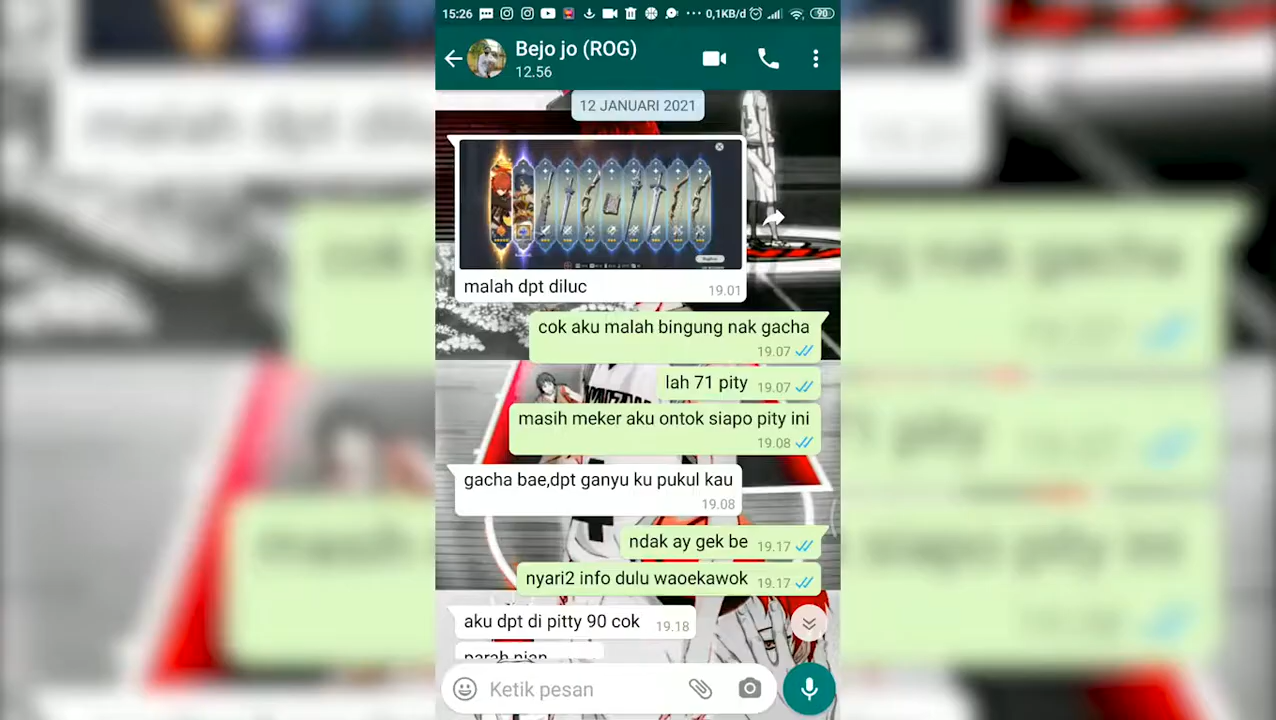 15:26
0,1KB/d
90
Bejo jo (ROG)
12.56
12 JANUARI 2021
malah dpt diluc
19.01
cok aku malah bingung nak gacha
19.07
lah 71 pity
19.07
masih meker aku ontok siapo pity ini
19.08
gacha bae,dpt ganyu ku pukul kau
19.08
ndak ay gek be
19.17
nyari2 info dulu waoekawok
19.17
aku dpt di pitty 90 cok
19.18
parah nian
Ketik pesan